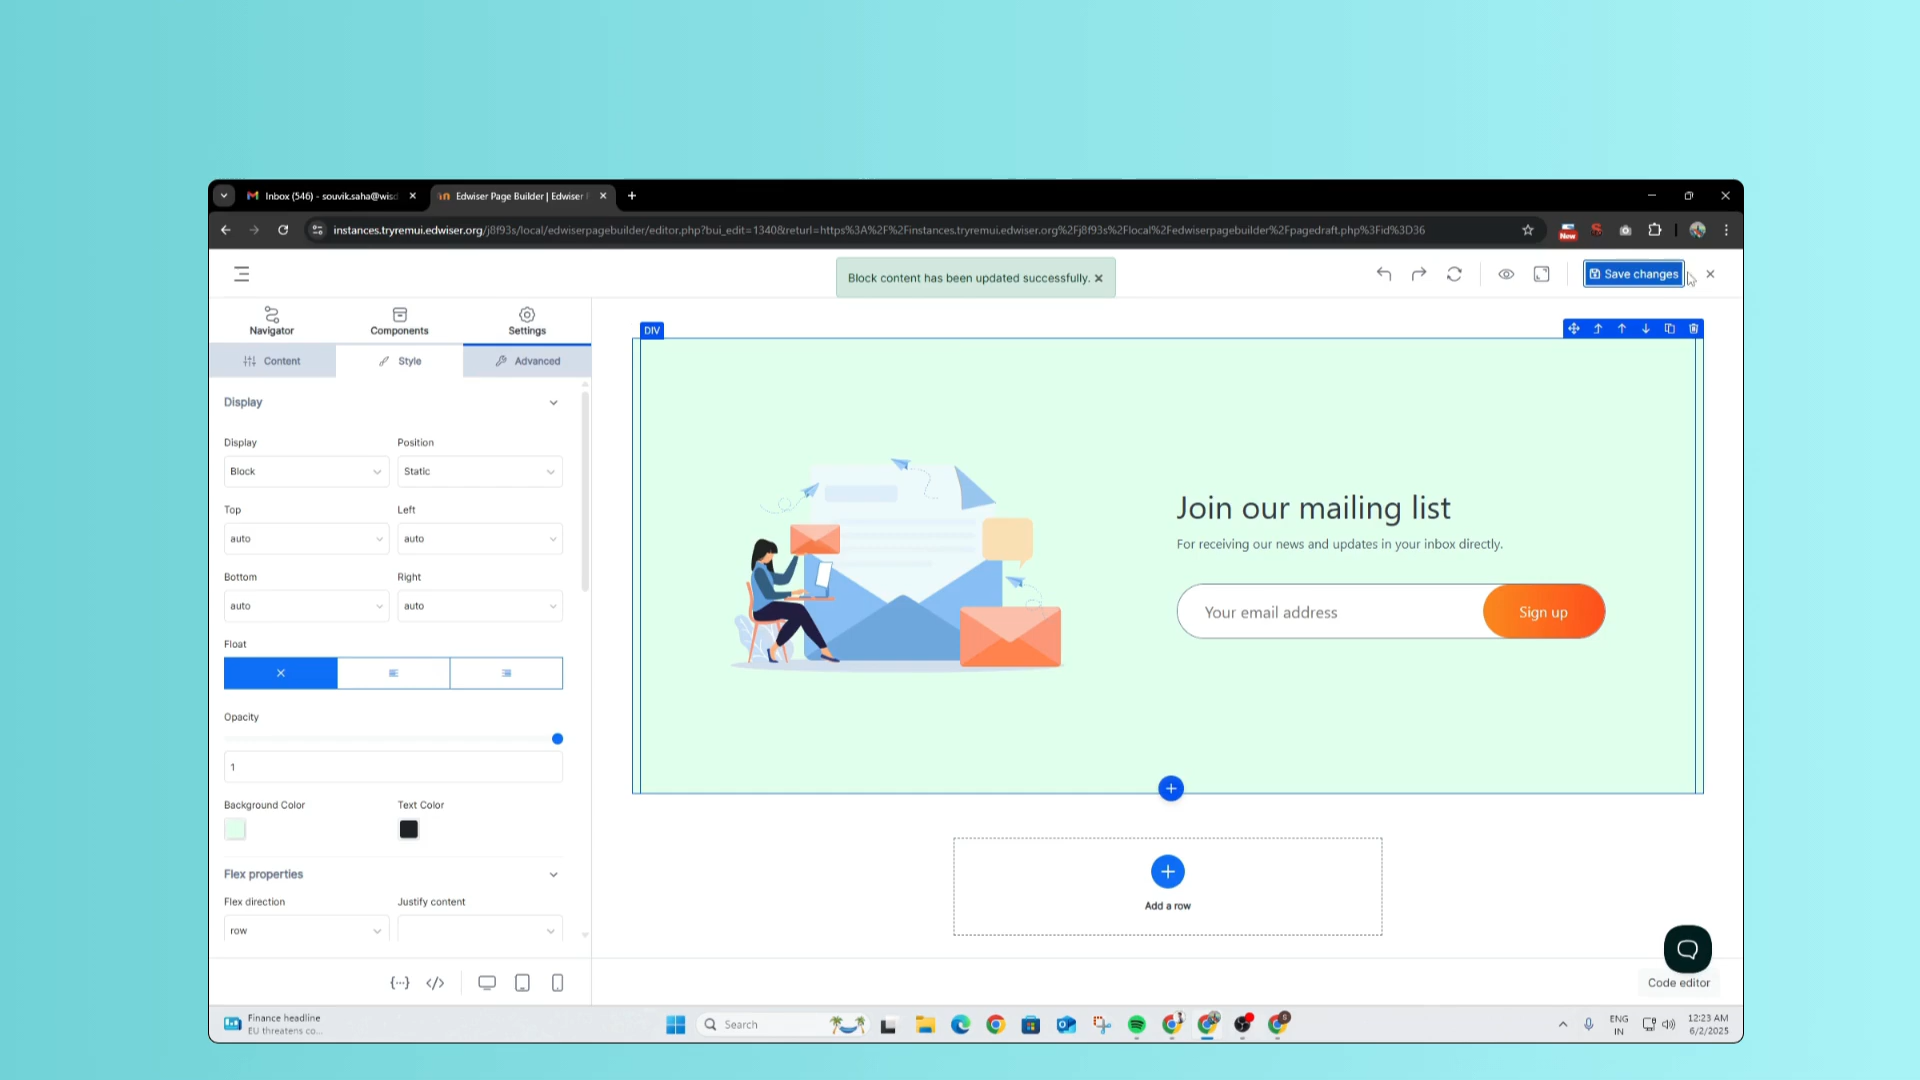 Inbox (546) - souvik.saha@wisd
Edwiser Page Builder | Edwiser
instances.tryremui.edwiser.org/j8f93s/local/edwiserpagebuilder/editor.php?bui_edit=1340&returl=https%3A%2F%2Finstances.tryremui.edwiser.org%2Fj8f93s%2Flocal%2Fedwiserpagebuilder%2Fpagedraft.php%3Fid%3D36
New
Block content has been updated successfully.
Save changes
Navigator
Components
Settings
Content
Style
Advanced
DIV
Display
Display
Position
Block
Static
Top
Left
auto
auto
Bottom
Right
auto
auto
Float
Opacity
1
Background Color
Text Color
Flex properties
Flex direction
Justify content
row
Join our mailing list
For receiving our news and updates in your inbox directly.
Your email address
Sign up
Add a row
Code editor
Finance headline
EU threatens co...
Search
ENG
IN
12:23 AM
6/2/2025